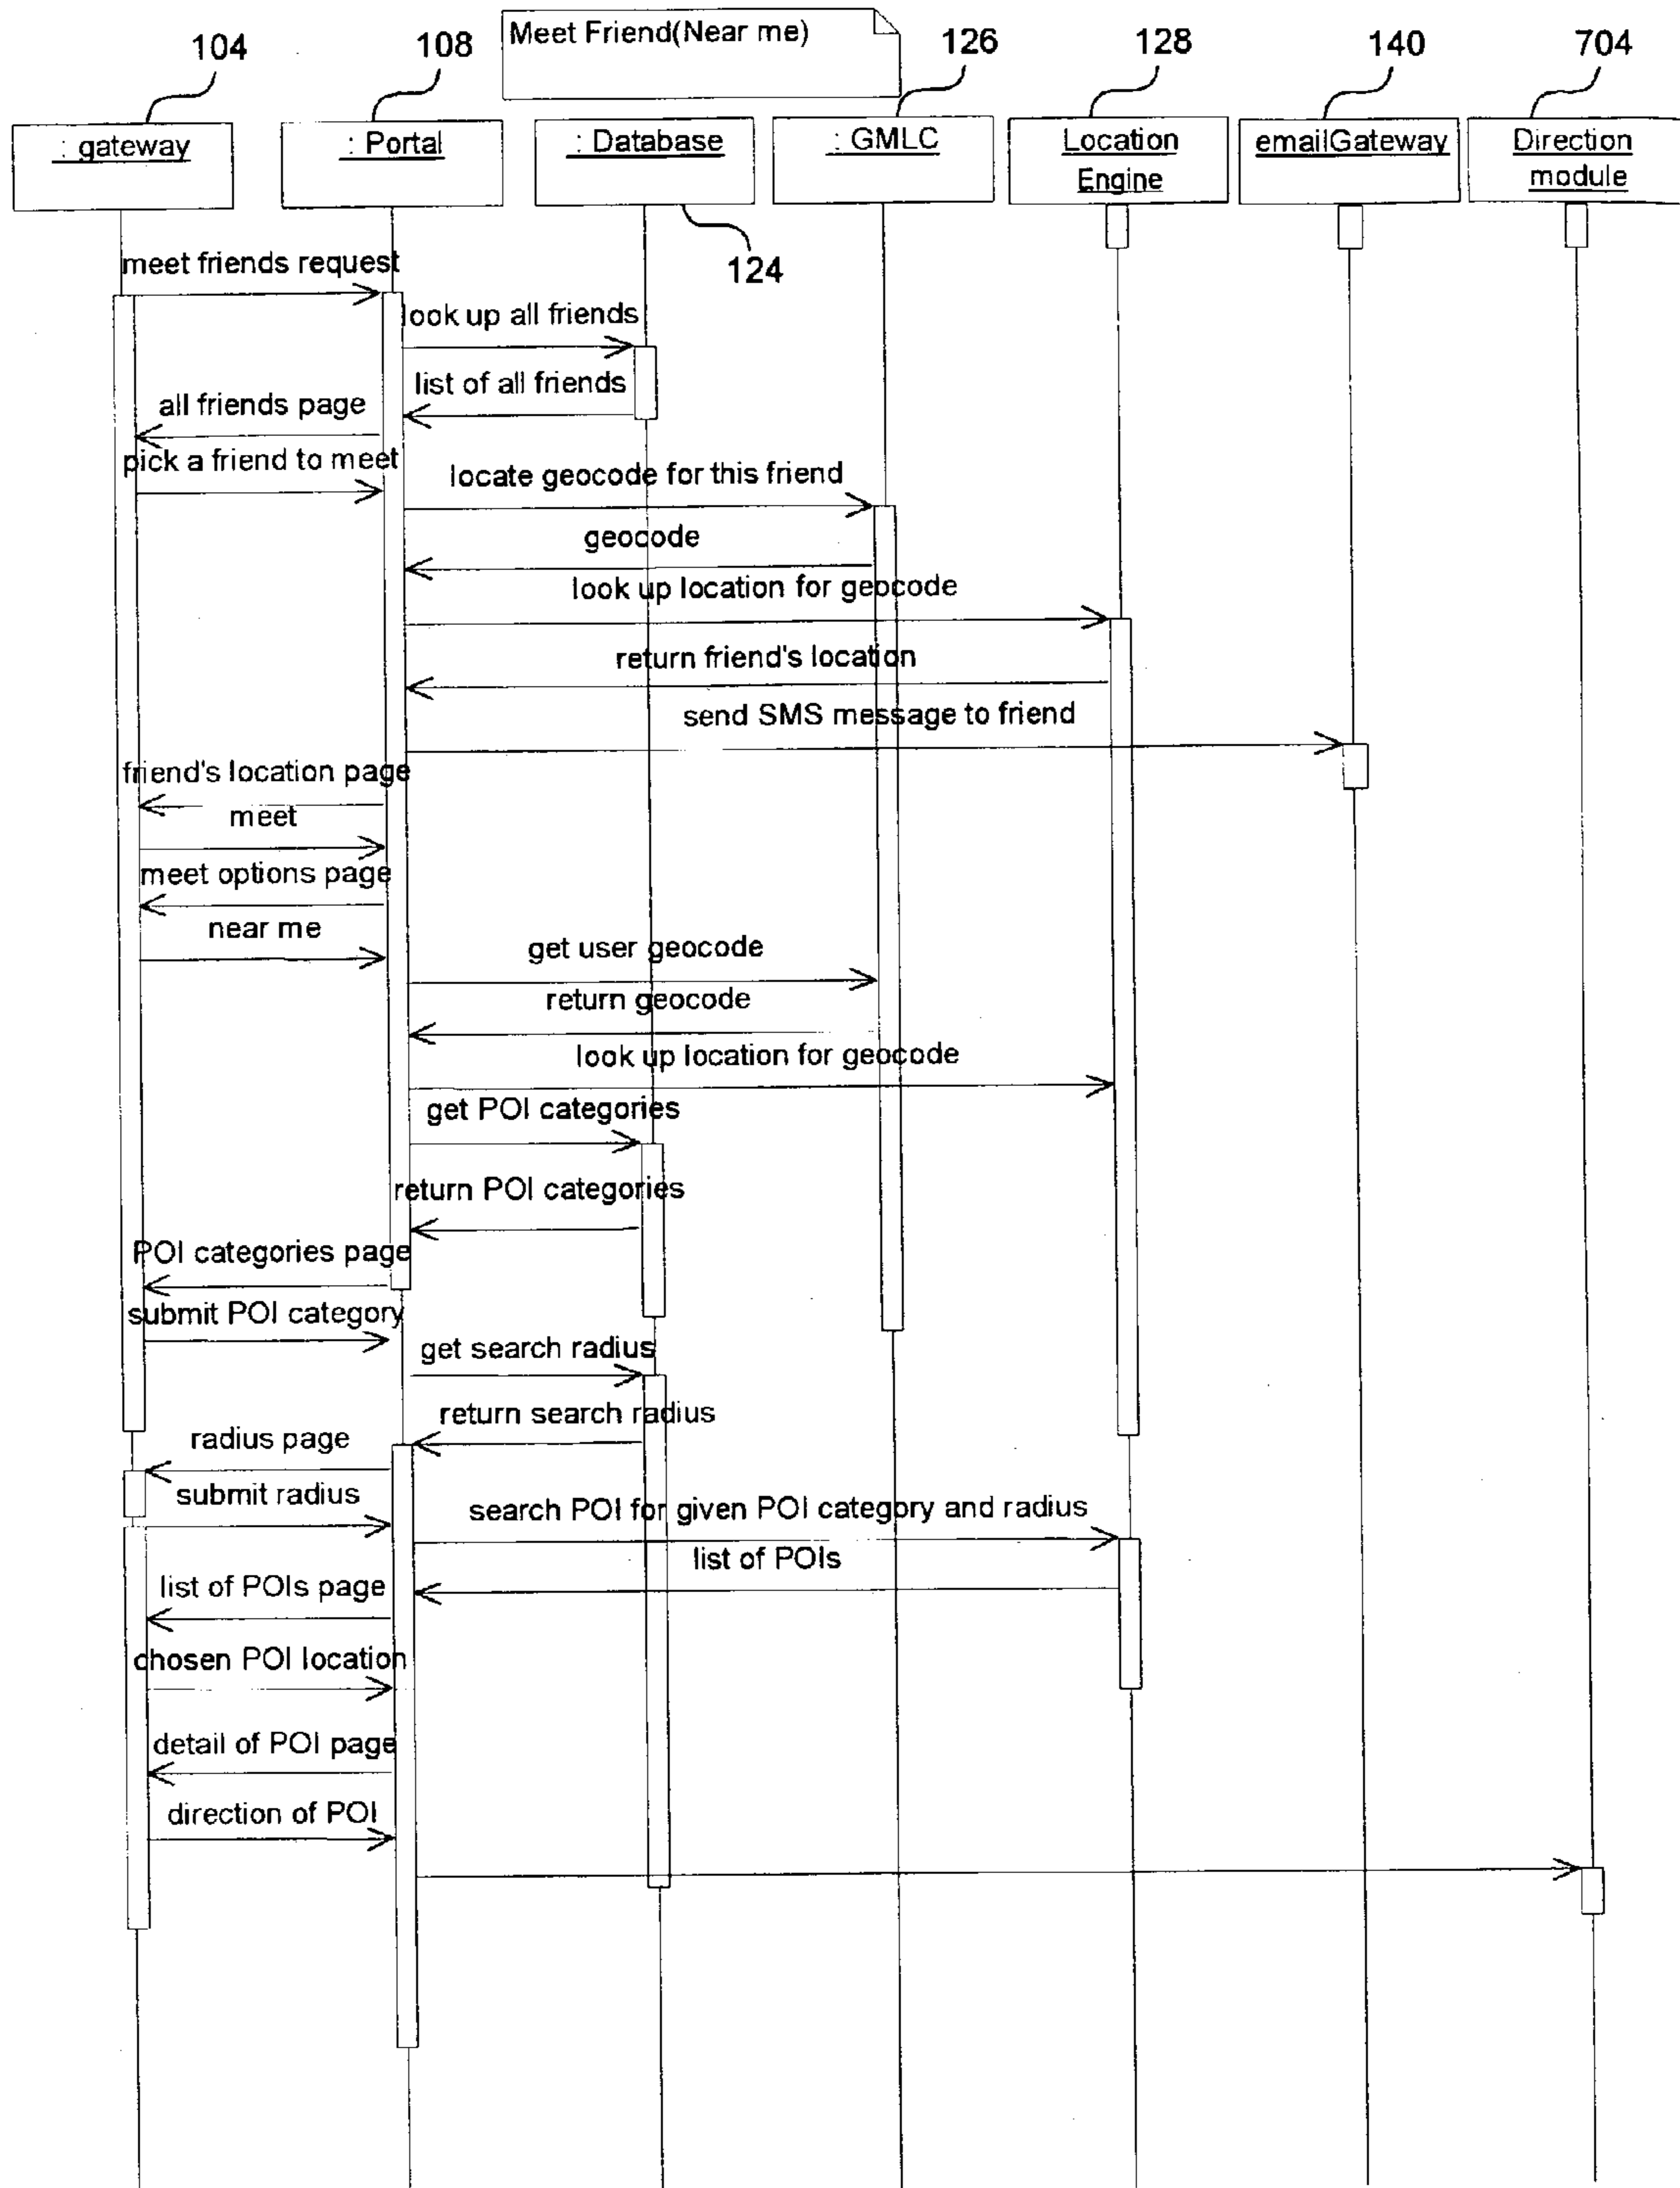 Meet Friend(Near me)
104
108
126
128
140
704
: gateway
: Portal
: Database
: GMLC
Location
Engine
emailGateway
Direction
module
124
meet friends request
look up all friends
list of all friends
all friends page
pick a friend to meet
locate geocode for this friend
geocode
look up location for geocode
return friend's location
send SMS message to friend
friend's location page
meet
meet options page
near me
get user geocode
return geocode
look up location for geocode
get POI categories
return POI categories
POI categories page
submit POI category
get search radius
return search radius
radius page
submit radius
search POI for given POI category and radius
list of POIs
list of POIs page
chosen POI location
detail of POI page
direction of POI